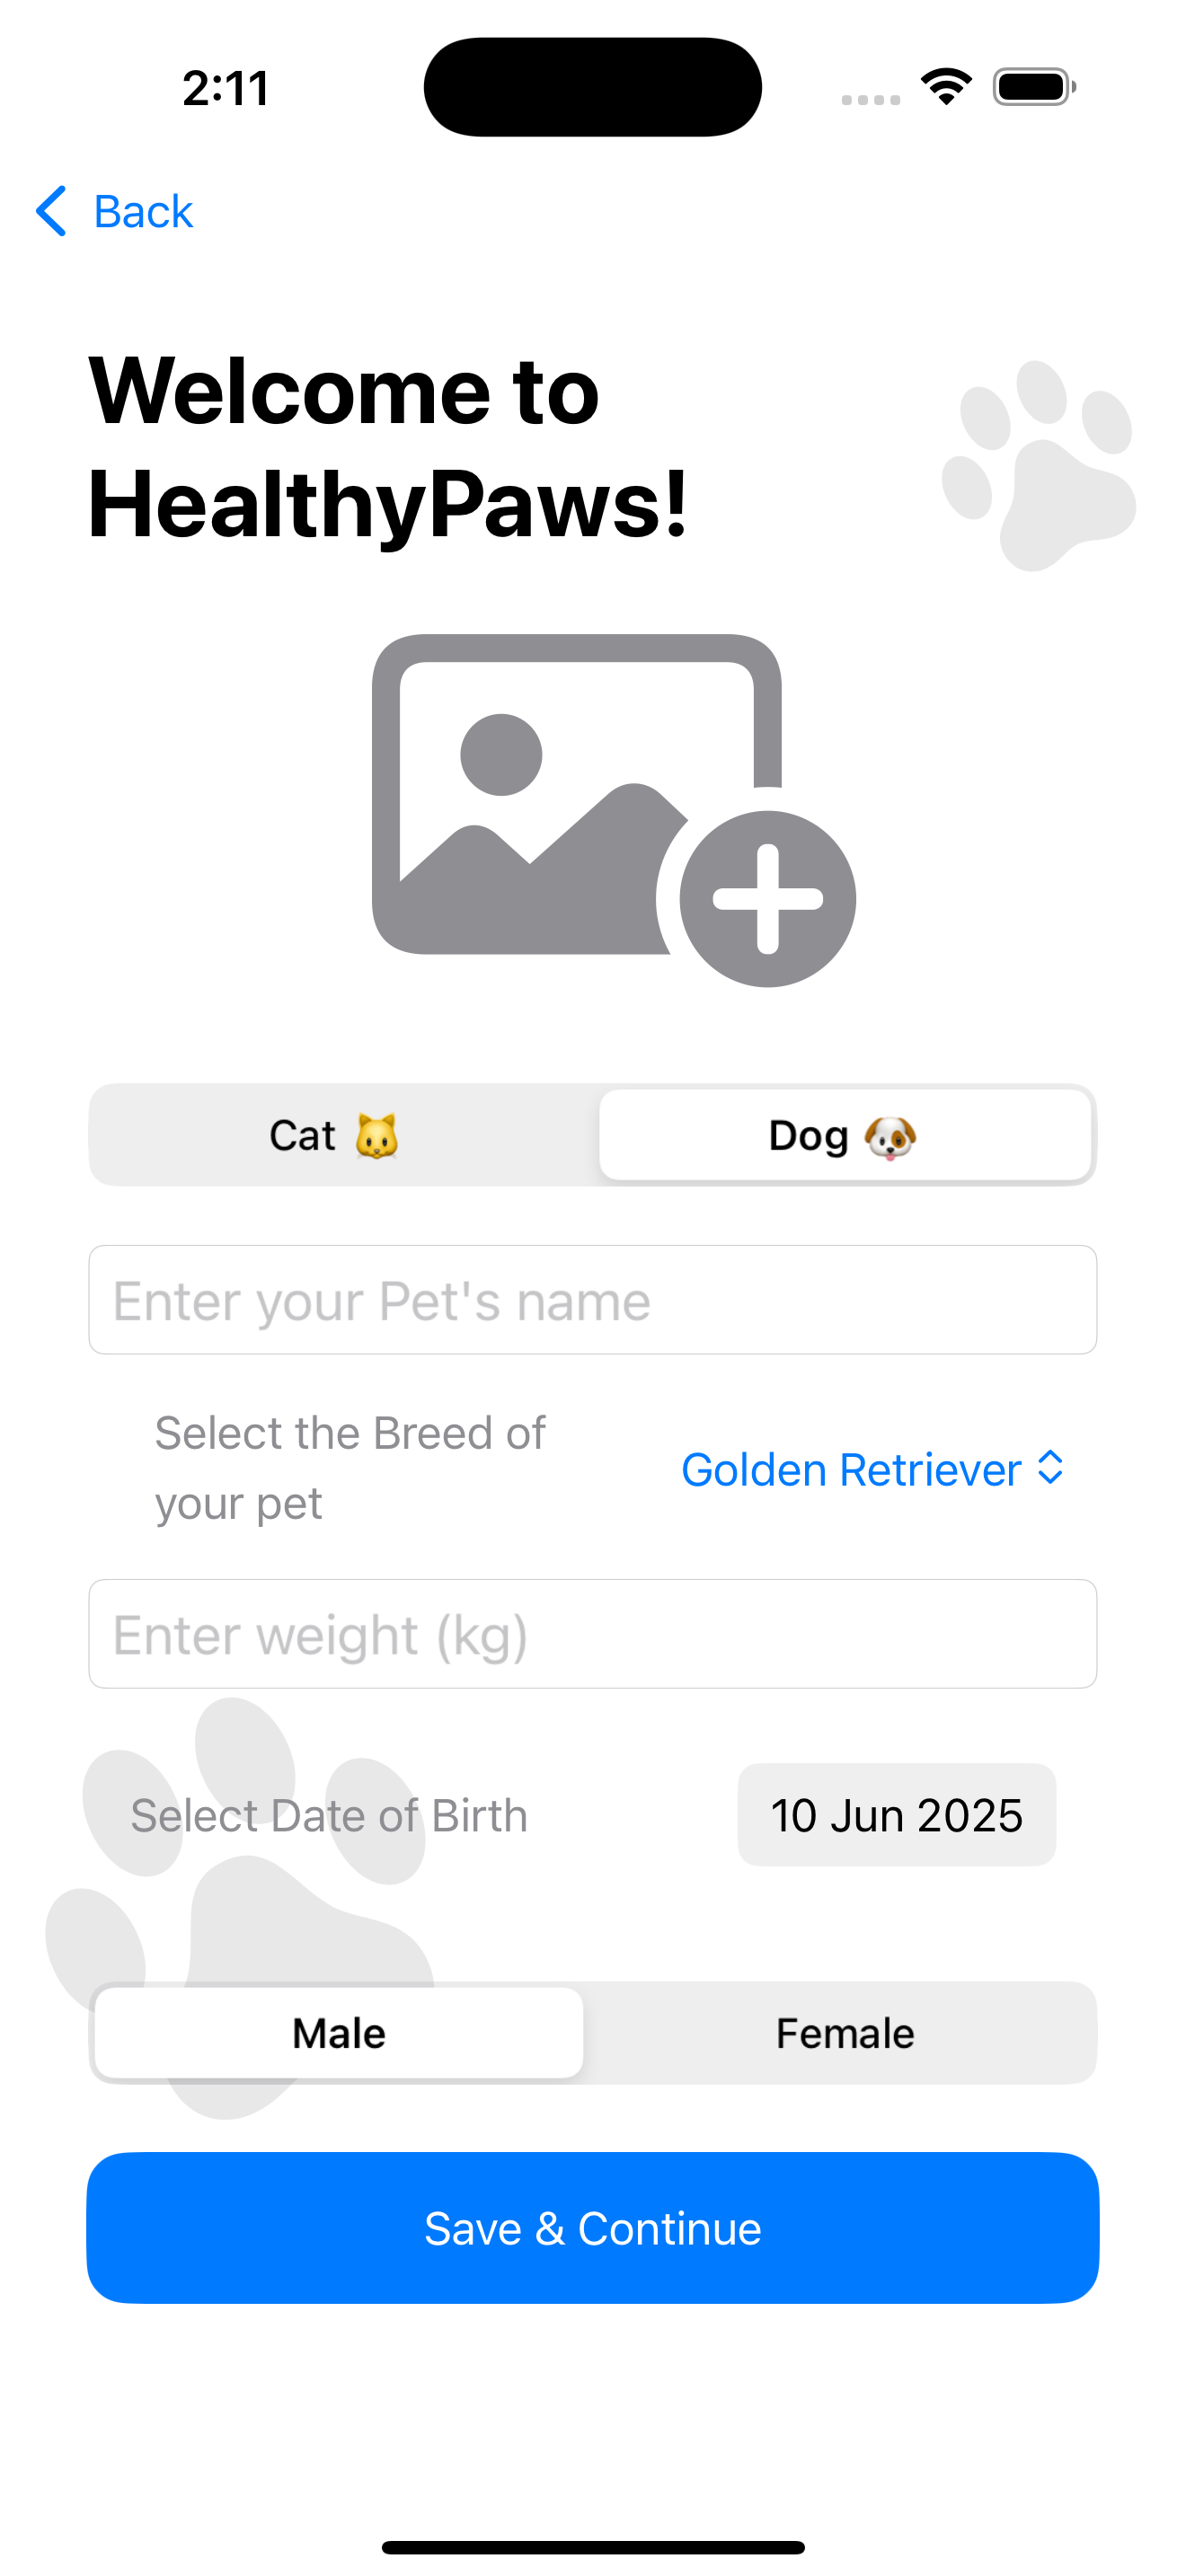 2:11
Back
Welcome to
HealthyPaws!
Cat 🐱
Dog 🐶
Enter your Pet's name
Select the Breed of
your pet
Golden Retriever
Enter weight (kg)
Select Date of Birth
10 Jun 2025
Male
Female
Save & Continue